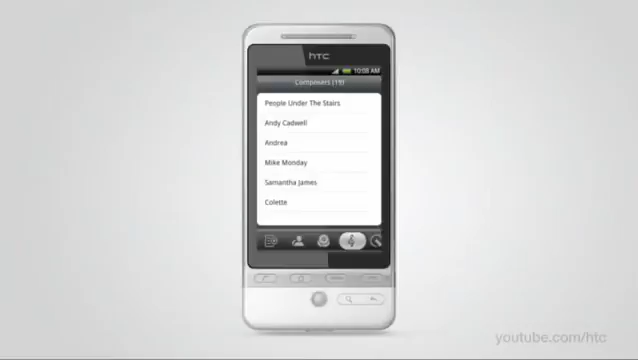 htc
10:08 AM
Composers (19)
People Under The Stairs
Andy Cadwell
Andrea
Mike Monday
Samantha James
Colette
youtube.com/htc